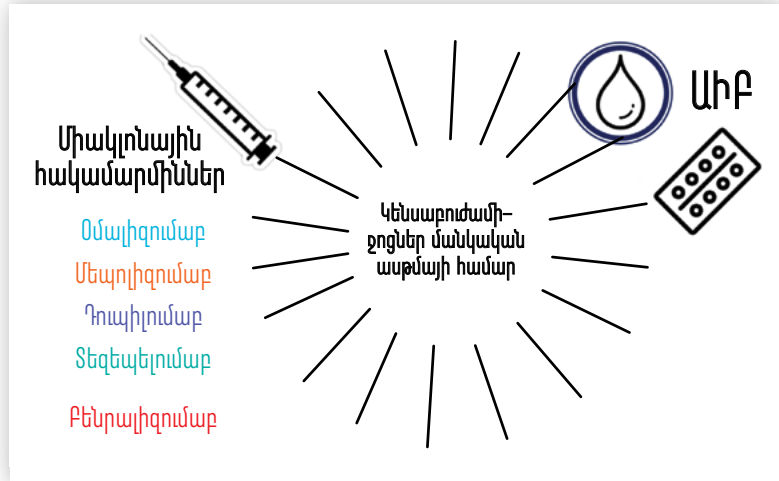 Միակլոնային
հակամարմիններ
Օմալիզումաբ
Մեպոլիզումաբ
Դուպիլումաբ
Տեզեպելումաբ
Բենրալիզումաբ
Կենսաբուժամի–
ջոցներ մանկական
ասթմայի համար
ԱԻԲ